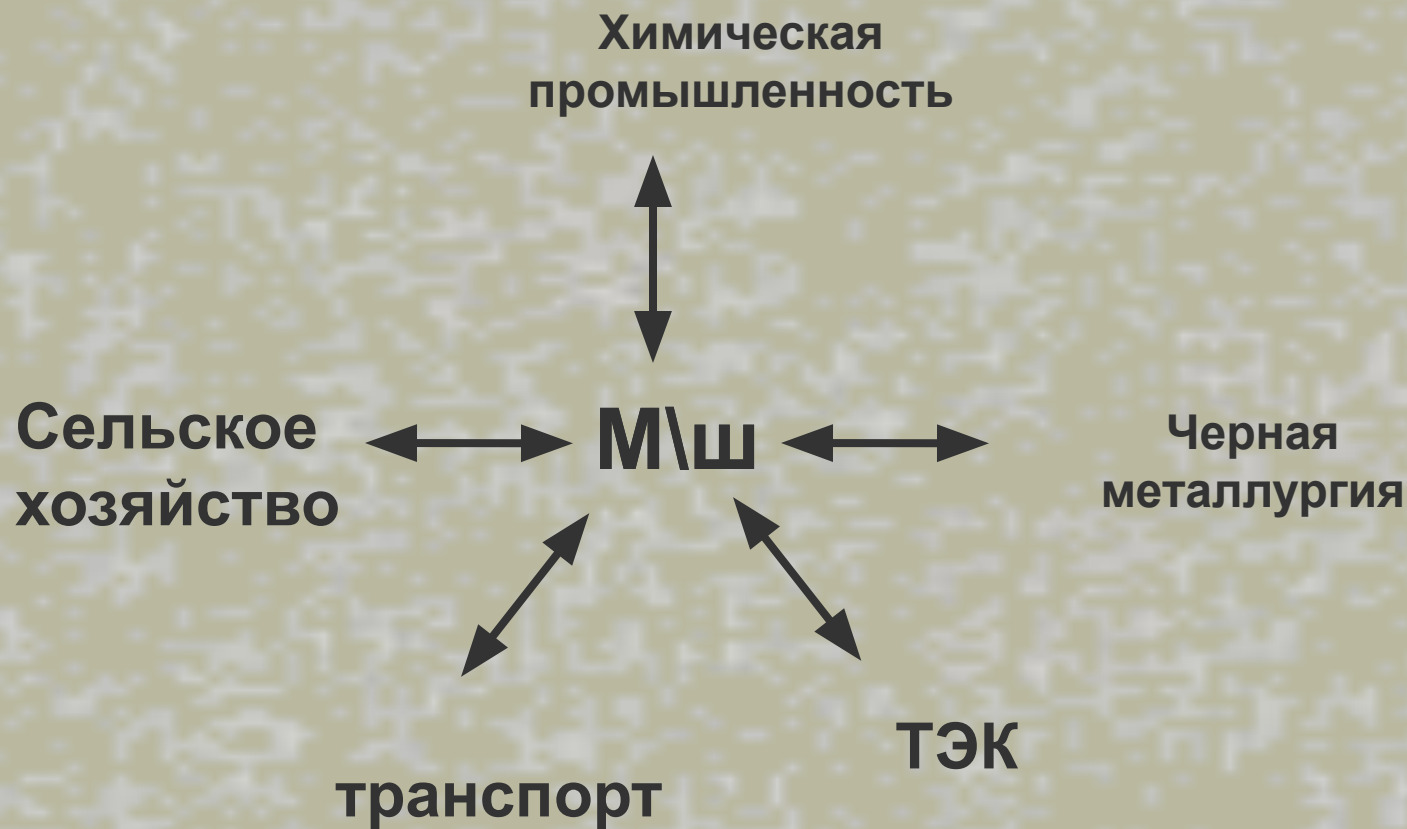 Химическая
промышленность
Сельское
хозяйство
М\ш
Черная
металлургия
ТЭК
транспорт